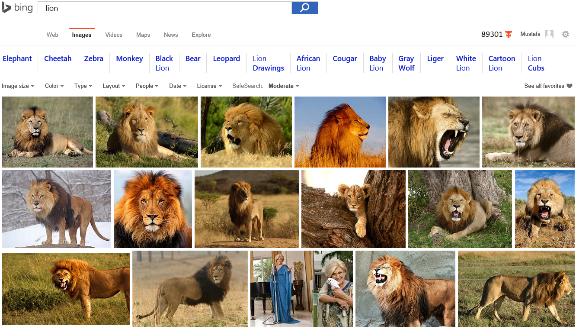 bing lion
Web Images Videos Maps News Explore 89301 Mustafa
Elephant Cheetah Zebra Monkey Black Lion Bear Leopard Lion Drawings African Lion Cougar Baby Lion Gray Wolf Liger White Lion Cartoon Lion Lion Cubs
Image size Color Type Layout People Date License SafeSearch: Moderate See all favorites